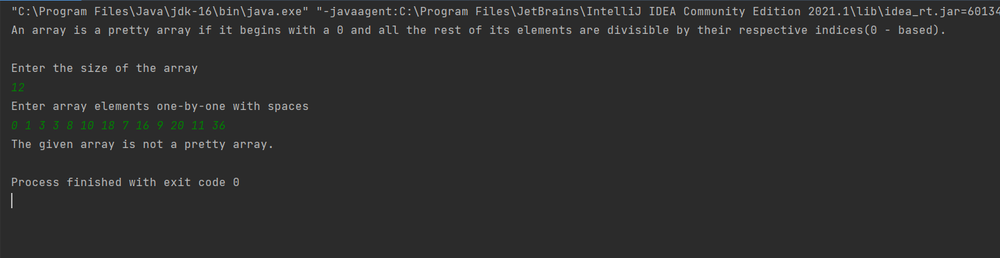 "C:\Program Files\Java\jdk-16\bin\java.exe" "-javaagent:C:\Program Files\JetBrains\IntelliJ IDEA Community Edition 2021.1\lib\idea_rt.jar=60134
An array is a pretty array if it begins with a 0 and all the rest of its elements are divisible by their respective indices(0 - based).
Enter the size of the array
12
Enter array elements one-by-one with spaces
0 1 3 3 8 10 18 7 16 9 20 11 36
The given array is not a pretty array.
Process finished with exit code 0